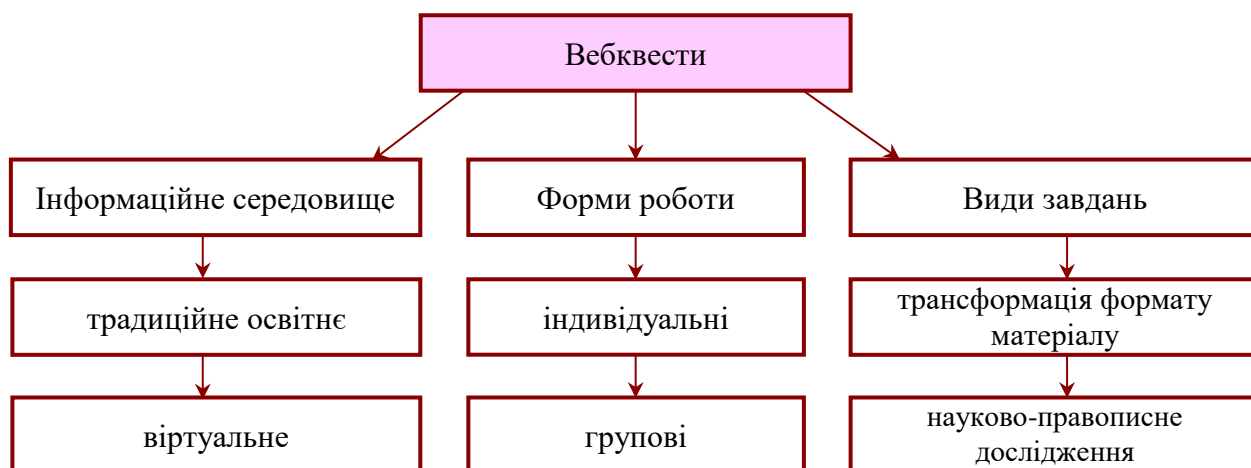 Вебквести
Інформаційне середовище
Форми роботи
Види завдань
традиційне освітнє
індивідуальні
трансформація формату
матеріалу
віртуальне
групові
науково-правописне
дослідження